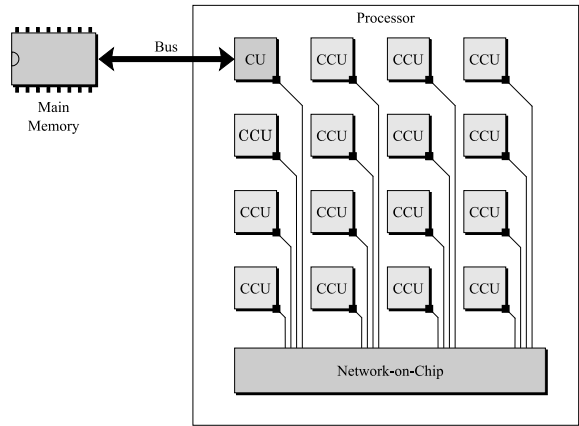 Processor
Bus
CU CCU CCU CCU
Main
Memory
CCU CCU CCU CCU
CCU CCU CCU CCU
CCU CCU CCU CCU
Network-on-Chip